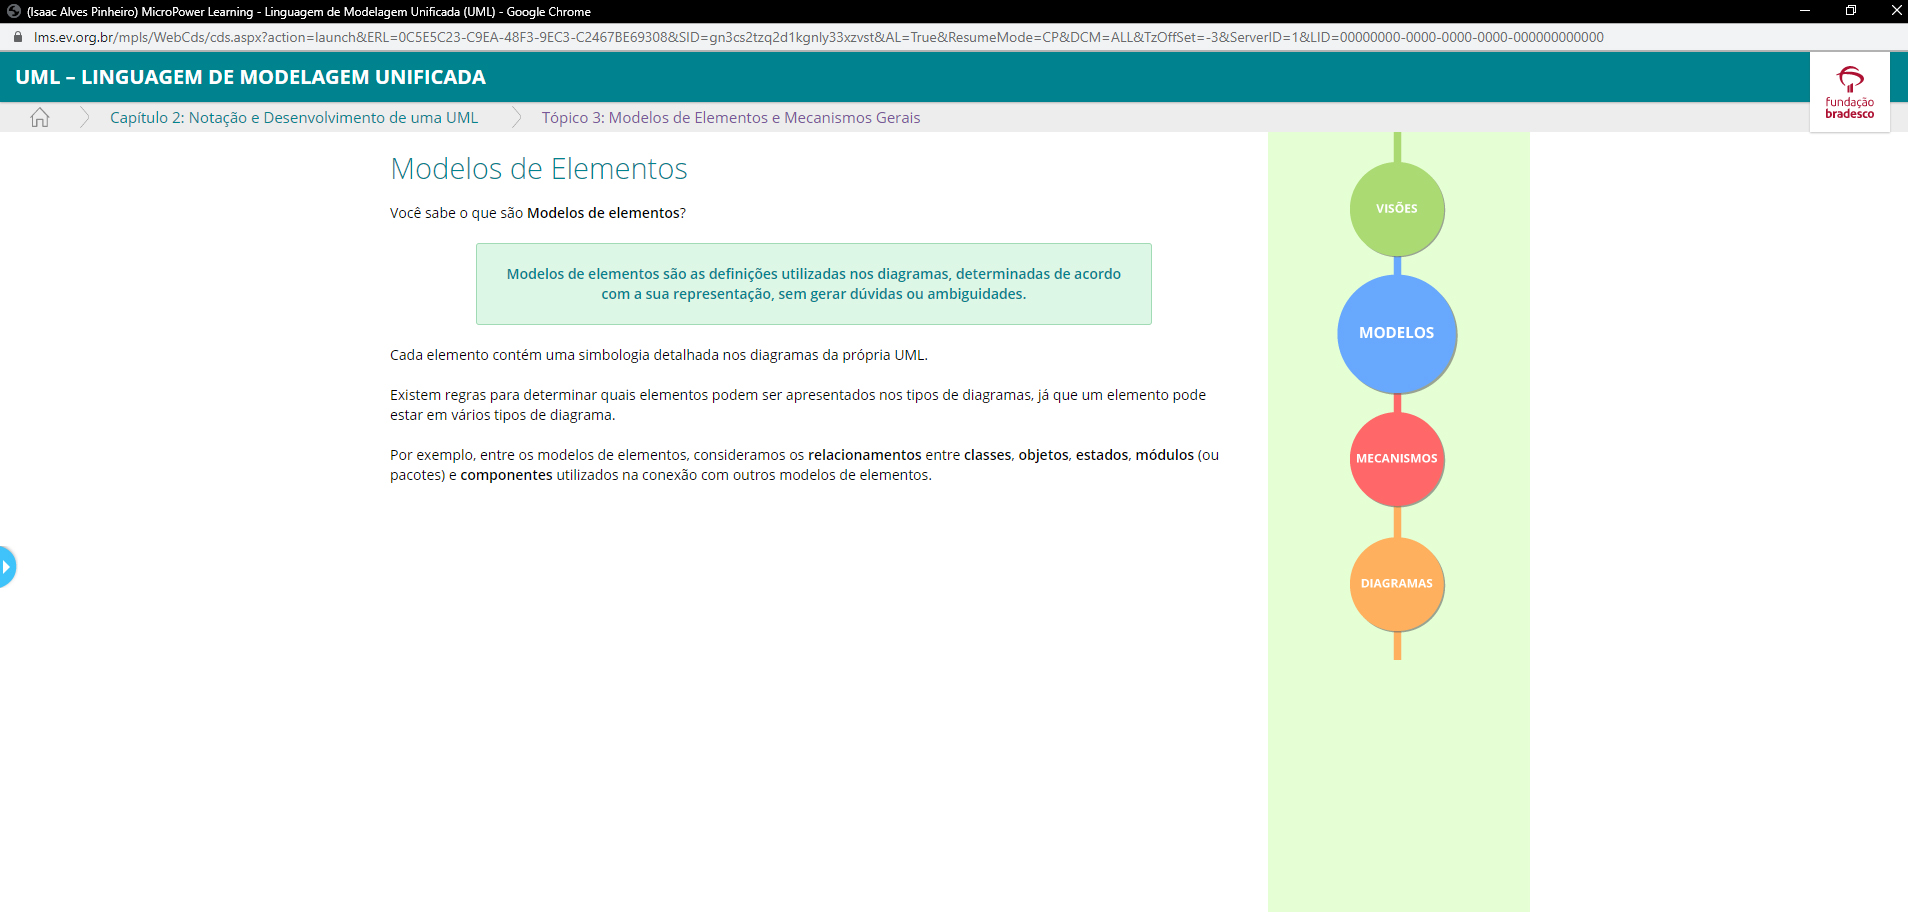 (Isaac Alves Pinheiro) MicroPower Learning - Linguagem de Modelagem Unificada (UML) - Google Chrome
lms.ev.org.br/mpls/WebCds/cds.aspx?action=launch&ERL=0C5E5C23-C9EA-48F3-9EC3-C2467BE69308&SID=gn3cs2tzq2d1kgnly33xzvst&AL=True&ResumeMode=CP&DCM=ALL&TzOffSet=-3&ServerID=1&LID=00000000-0000-0000-0000-000000000000
UML – LINGUAGEM DE MODELAGEM UNIFICADA
fundação
bradesco
Capítulo 2: Notação e Desenvolvimento de uma UML
Tópico 3: Modelos de Elementos e Mecanismos Gerais
Modelos de Elementos
Você sabe o que são Modelos de elementos?
Modelos de elementos são as definições utilizadas nos diagramas, determinadas de acordo
com a sua representação, sem gerar dúvidas ou ambiguidades.
Cada elemento contém uma simbologia detalhada nos diagramas da própria UML.
Existem regras para determinar quais elementos podem ser apresentados nos tipos de diagramas, já que um elemento pode
estar em vários tipos de diagrama.
Por exemplo, entre os modelos de elementos, consideramos os relacionamentos entre classes, objetos, estados, módulos (ou
pacotes) e componentes utilizados na conexão com outros modelos de elementos.
VISÕES
MODELOS
MECANISMOS
DIAGRAMAS